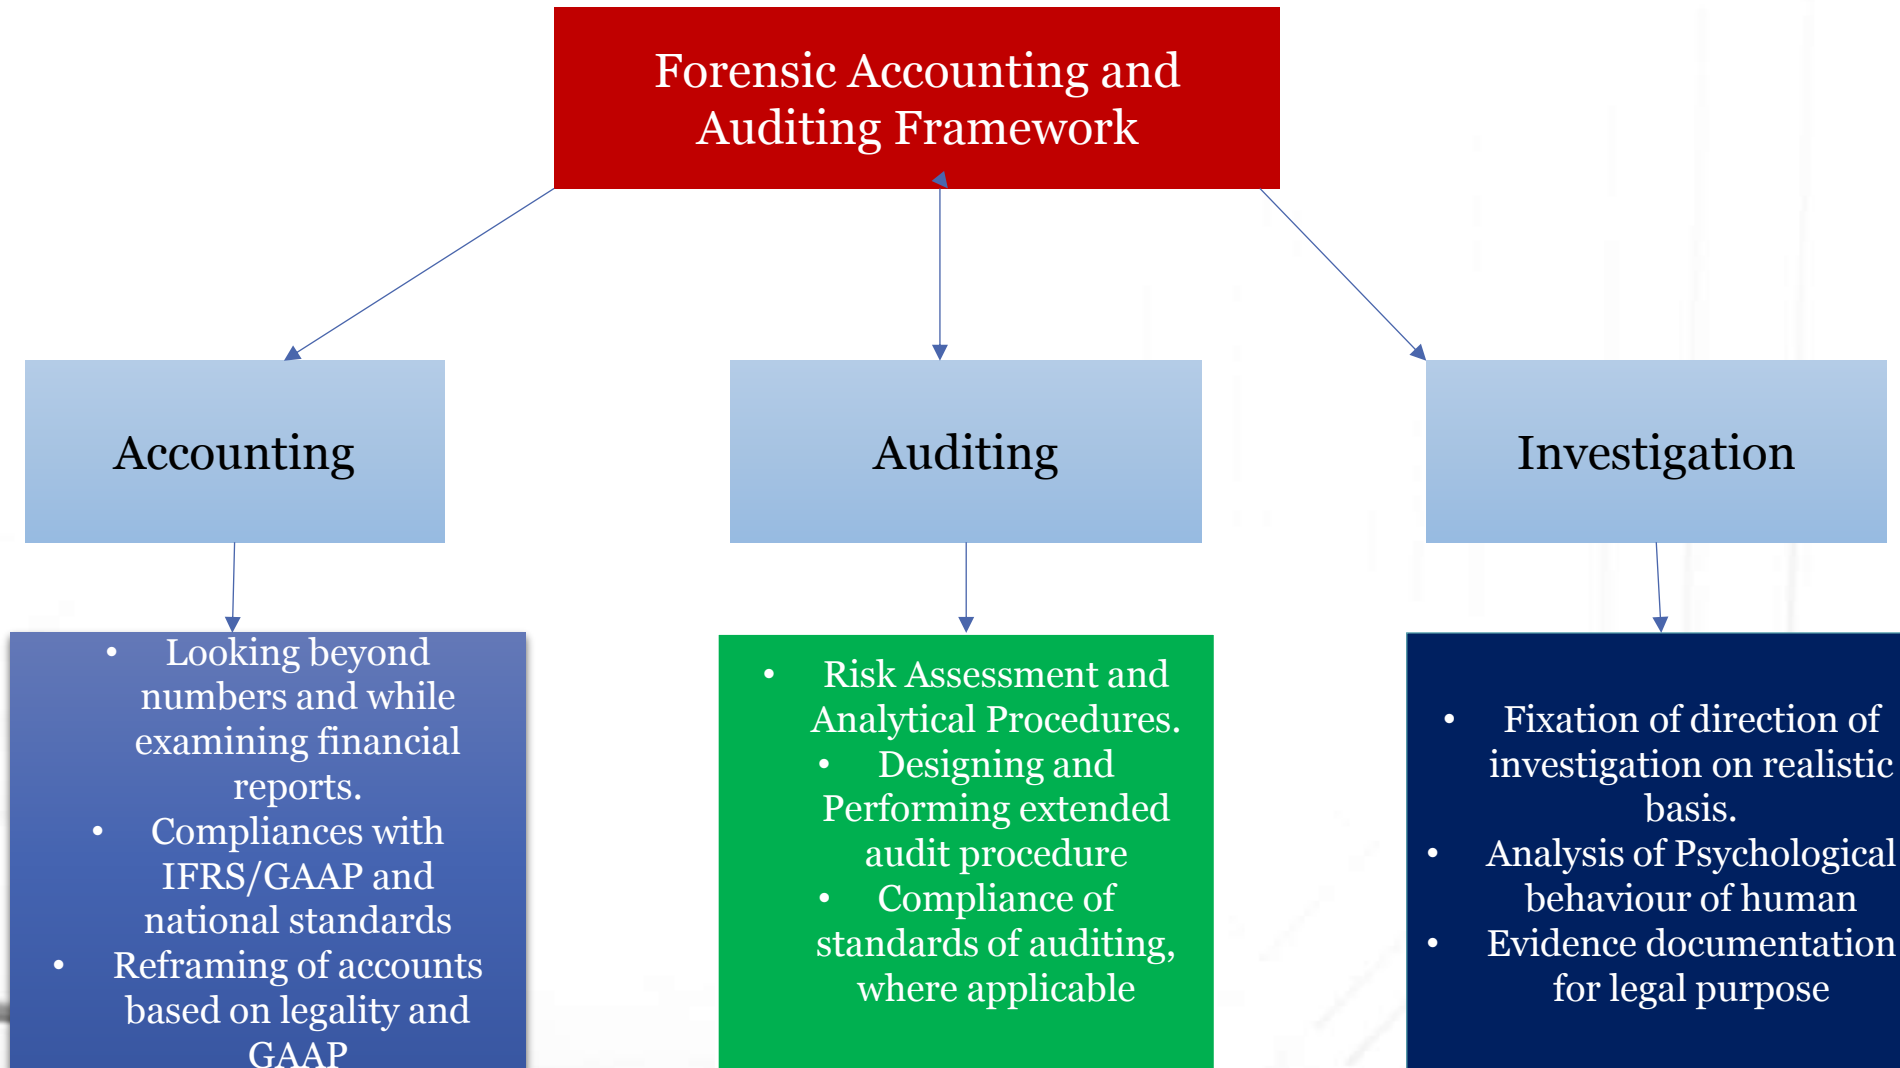 Forensic Accounting and
Auditing Framework
Accounting
Auditing
Investigation
• Looking beyond
numbers and while
examining financial
reports.
• Compliances with
IFRS/GAAP and
national standards
• Reframing of accounts
based on legality and
GAAP
• Risk Assessment and
Analytical Procedures.
• Designing and
Performing extended
audit procedure
• Compliance of
standards of auditing,
where applicable
• Fixation of direction of
investigation on realistic
basis.
• Analysis of Psychological
behaviour of human
• Evidence documentation
for legal purpose